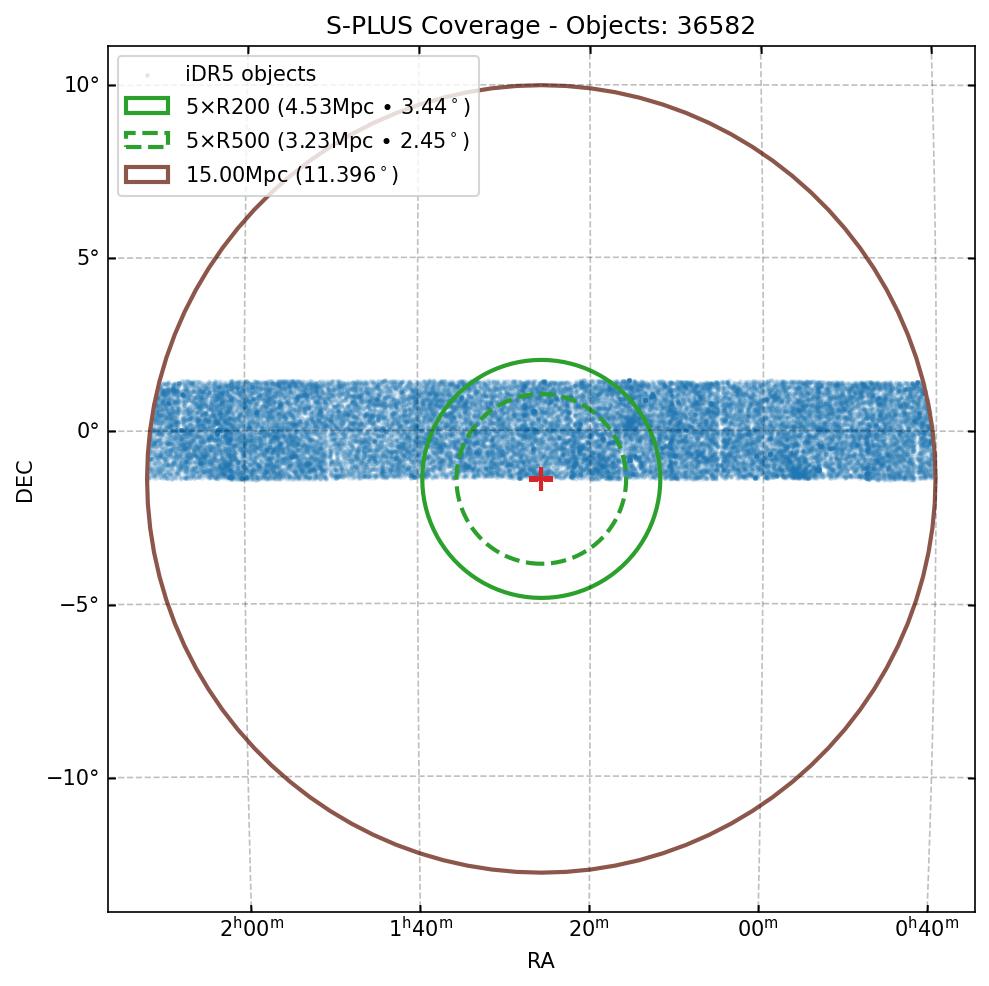 S-PLUS Coverage - Objects: 36582
iDR5 objects
5×R200 (4.53Mpc • 3.44°)
5×R500 (3.23Mpc • 2.45°)
15.00Mpc (11.396°)
10°
5°
0°
−5°
−10°
DEC
2ʰ00ᵐ
1ʰ40ᵐ
20ᵐ
00ᵐ
0ʰ40ᵐ
RA